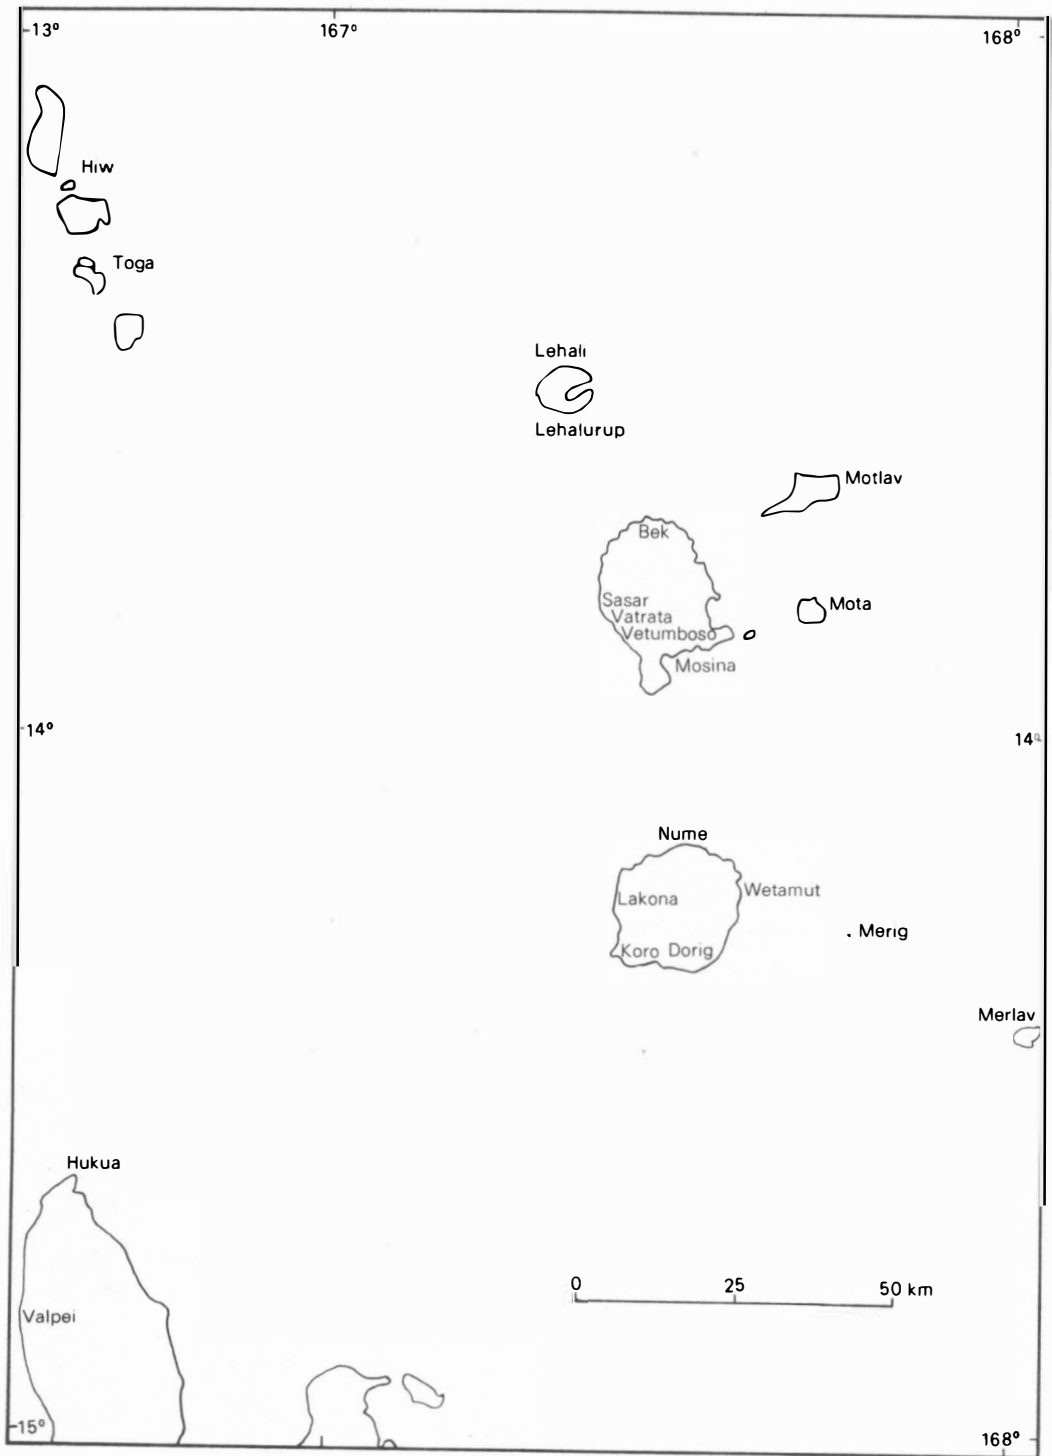 13°
167°
168°
Hiw
Toga
Lehali
Lehalurup
Motlav
Bek
Sasar
Mota
Vatrata
Vetumboso
Mosina
14°
14°
Nume
Wetamut
Lakona
Merig
Koro Dorig
Merlav
Hukua
0 25 50 km
Valpei
15°
168°